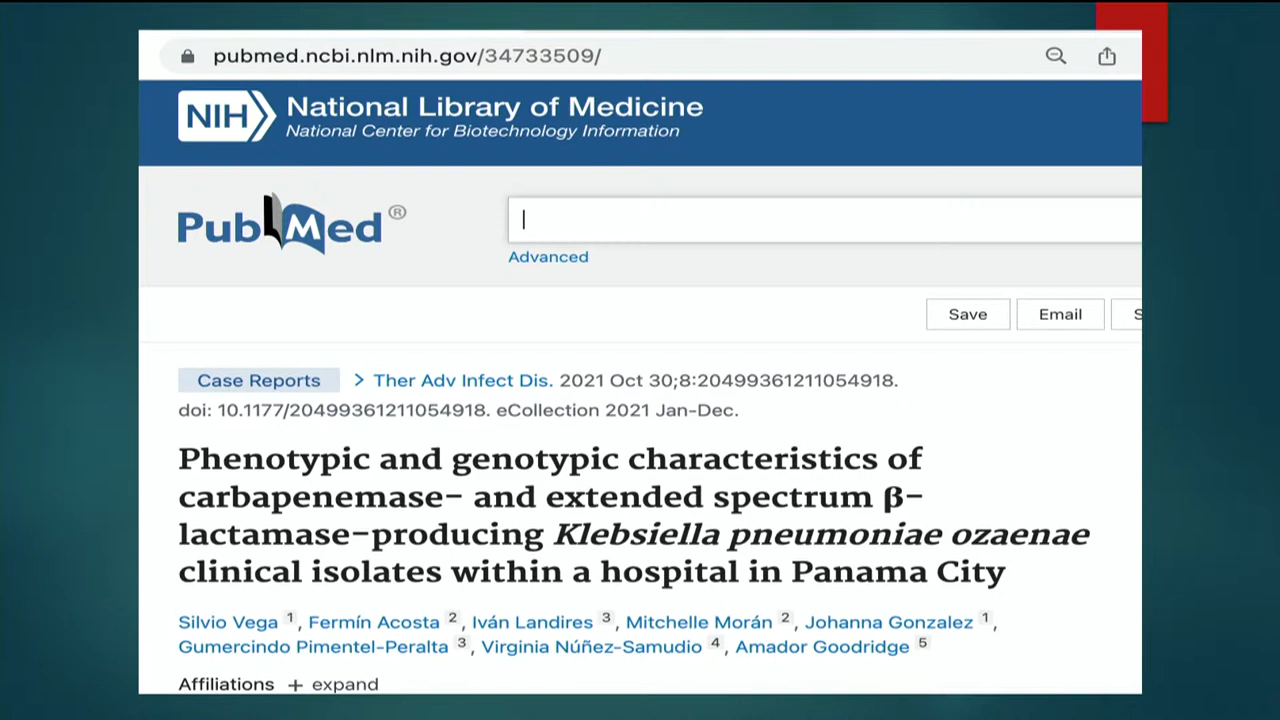 pubmed.ncbi.nlm.nih.gov/34733509/
NIH
National Library of Medicine
National Center for Biotechnology Information
PubMed®
Advanced
Save
Email
Case Reports > Ther Adv Infect Dis. 2021 Oct 30;8:20499361211054918.
doi: 10.1177/20499361211054918. eCollection 2021 Jan-Dec.
Phenotypic and genotypic characteristics of
carbapenemase- and extended spectrum β-
lactamase-producing Klebsiella pneumoniae ozaenae
clinical isolates within a hospital in Panama City
Silvio Vega 1, Fermín Acosta 2, Iván Landires 3, Mitchelle Morán 2, Johanna Gonzalez 1,
Gumercindo Pimentel-Peralta 3, Virginia Núñez-Samudio 4, Amador Goodridge 5
Affiliations + expand